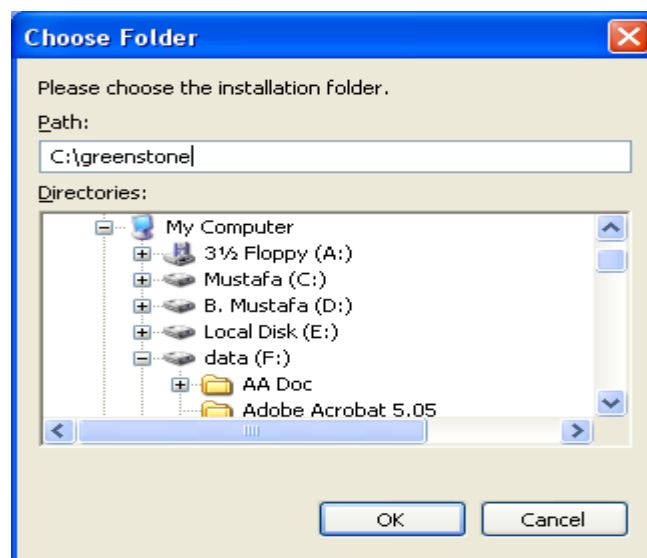 Choose Folder
Please choose the installation folder.
Path:
C:\greenstone
Directories:
My Computer
3½ Floppy (A:)
Mustafa (C:)
B. Mustafa (D:)
Local Disk (E:)
data (F:)
AA Doc
Adobe Acrobat 5.05
OK Cancel